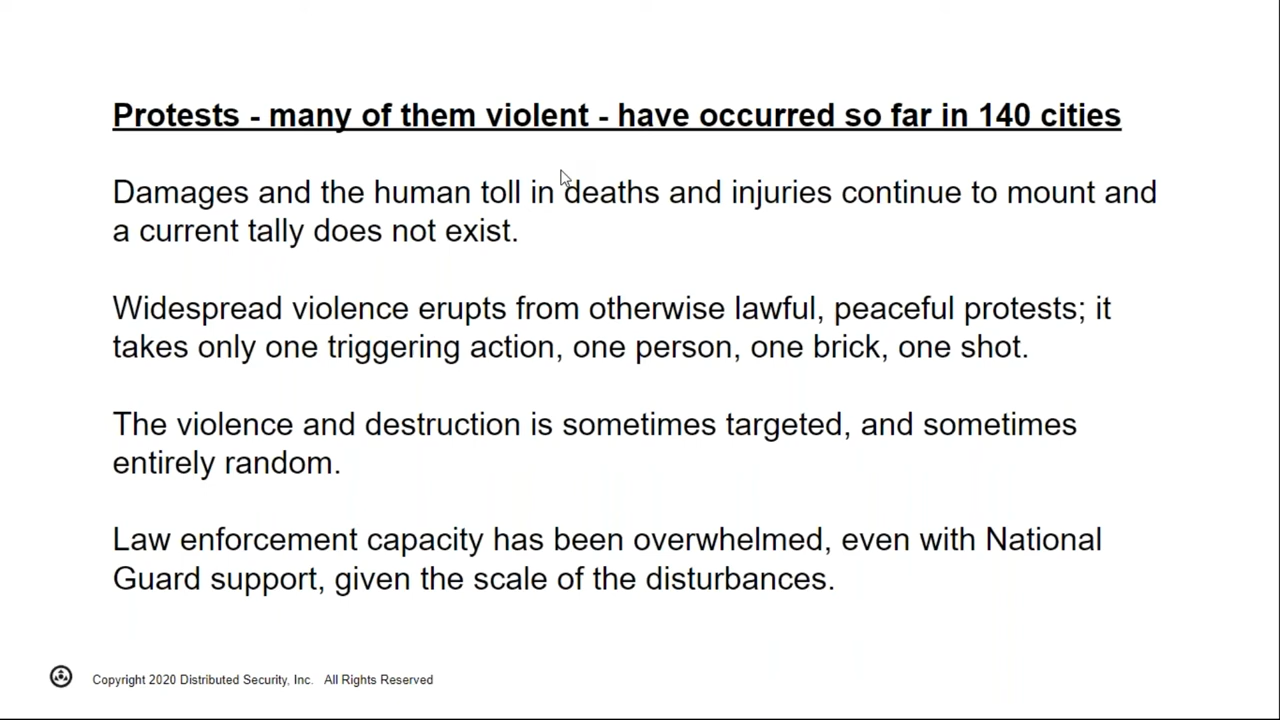 Protests - many of them violent - have occurred so far in 140 cities
Damages and the human toll in deaths and injuries continue to mount and
a current tally does not exist.
Widespread violence erupts from otherwise lawful, peaceful protests; it
takes only one triggering action, one person, one brick, one shot.
The violence and destruction is sometimes targeted, and sometimes
entirely random.
Law enforcement capacity has been overwhelmed, even with National
Guard support, given the scale of the disturbances.
Copyright 2020 Distributed Security, Inc. All Rights Reserved